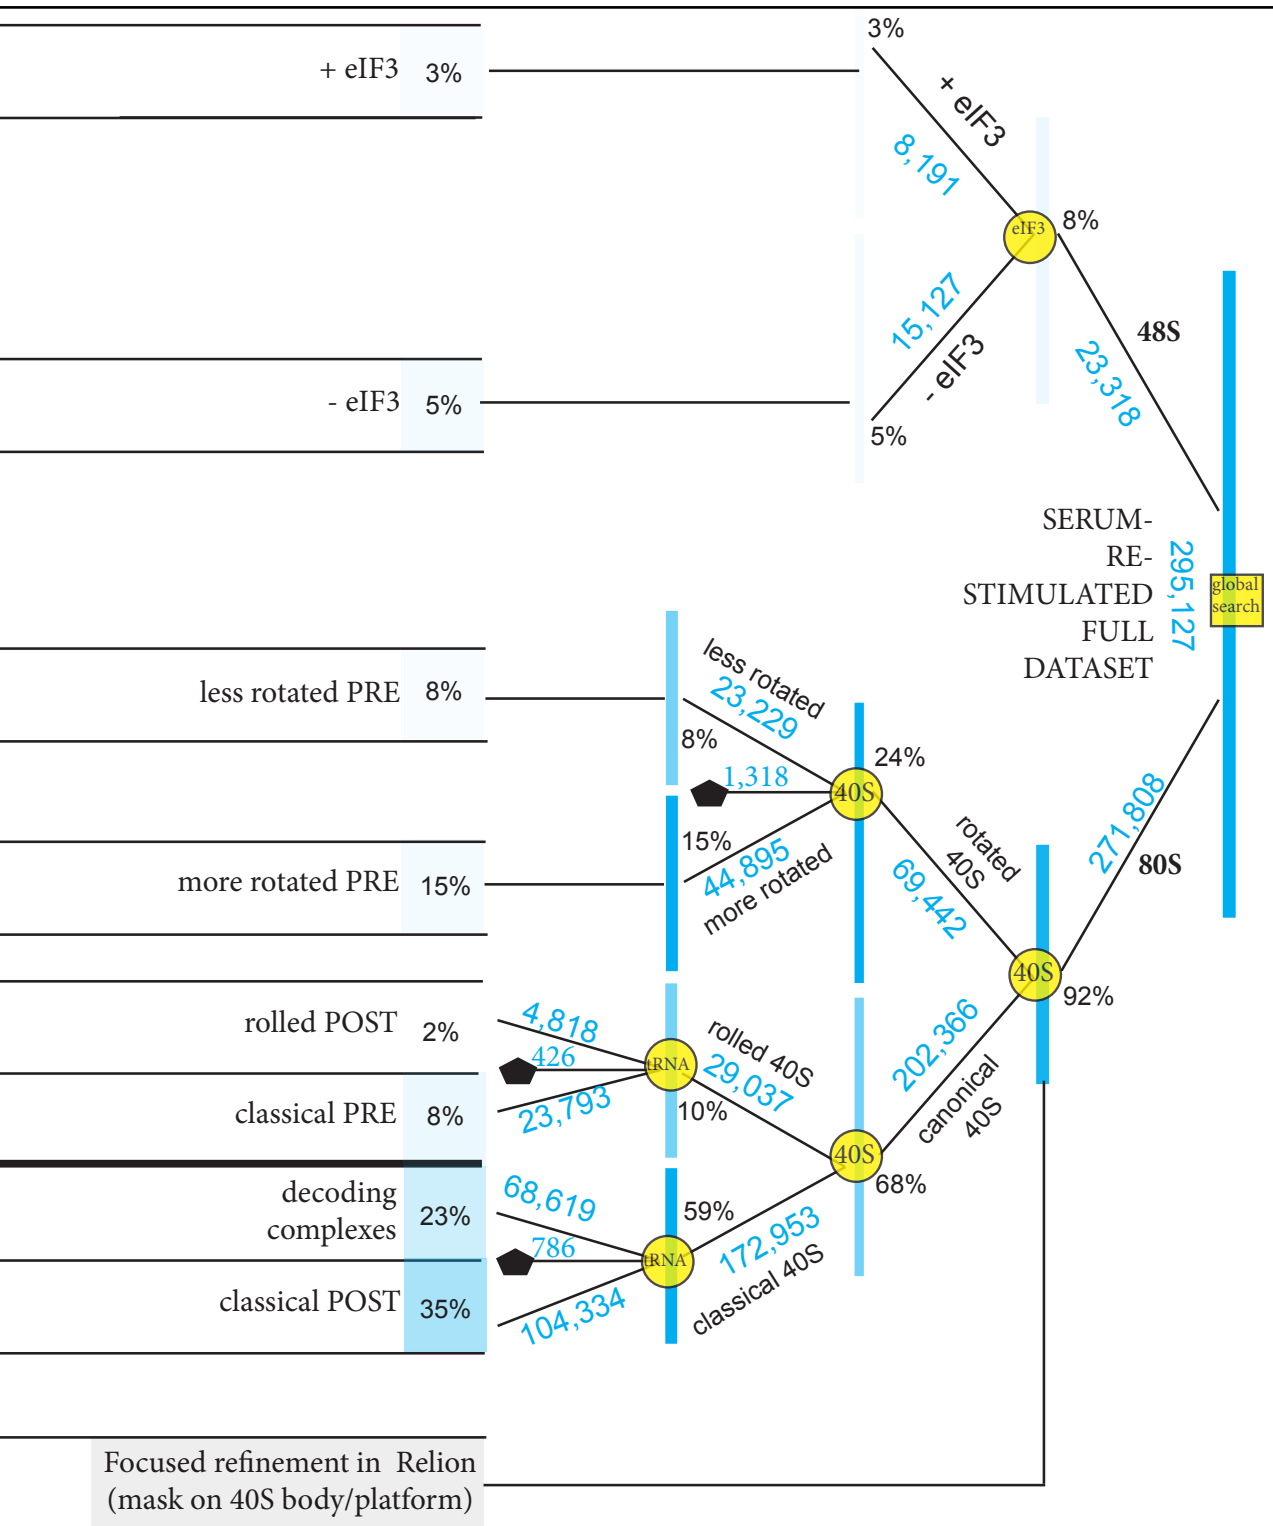 3%
+ eIF3 3%
+ eIF3
8,191
eIF3
8%
15,127
- eIF3
48S
23,318
- eIF3 5%
5%
SERUM-
RE-
STIMULATED
FULL
DATASET
295,127
global
search
less rotated PRE 8%
less rotated
23,229
8%
1,318
40S
24%
15%
44,895
more rotated
more rotated PRE 15%
rotated
40S
69,442
271,808
80S
40S
92%
rolled POST 2%
4,818
426
tRNA
rolled 40S
29,037
10%
202,366
canonical
40S
classical PRE 8%
23,793
40S
68%
decoding
complexes 23%
68,619
786
tRNA
59%
172,953
classical 40S
classical POST 35%
104,334
Focused refinement in Relion
(mask on 40S body/platform)